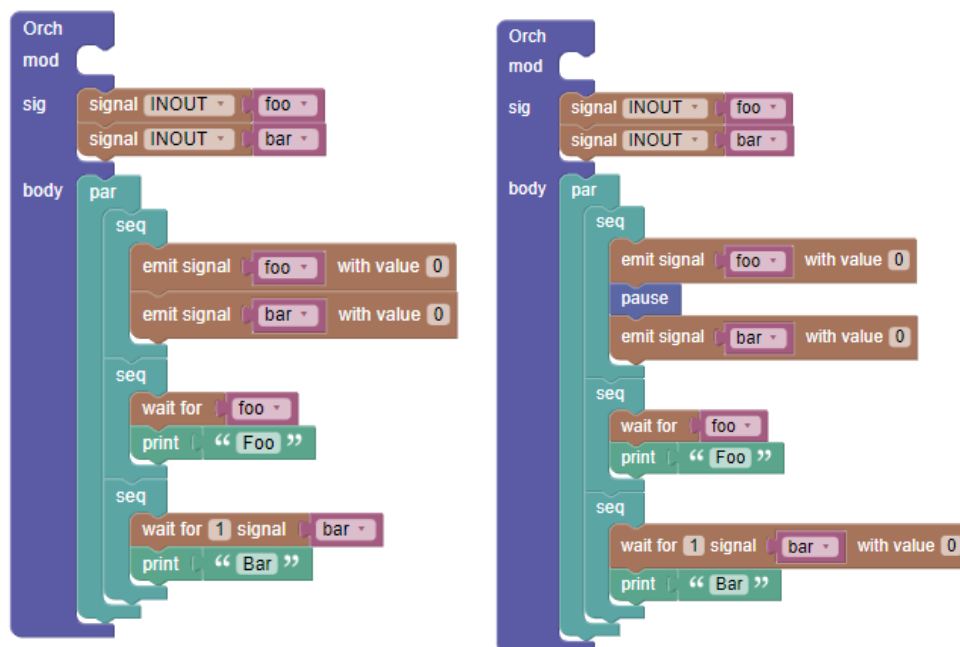 Orch
mod
sig
signal INOUT foo
signal INOUT bar
body
par
seq
emit signal foo with value 0
emit signal bar with value 0
seq
wait for foo
print “ Foo ”
seq
wait for 1 signal bar
print “ Bar ”
Orch
mod
sig
signal INOUT foo
signal INOUT bar
body
par
seq
emit signal foo with value 0
pause
emit signal bar with value 0
seq
wait for foo
print “ Foo ”
seq
wait for 1 signal bar with value 0
print “ Bar ”